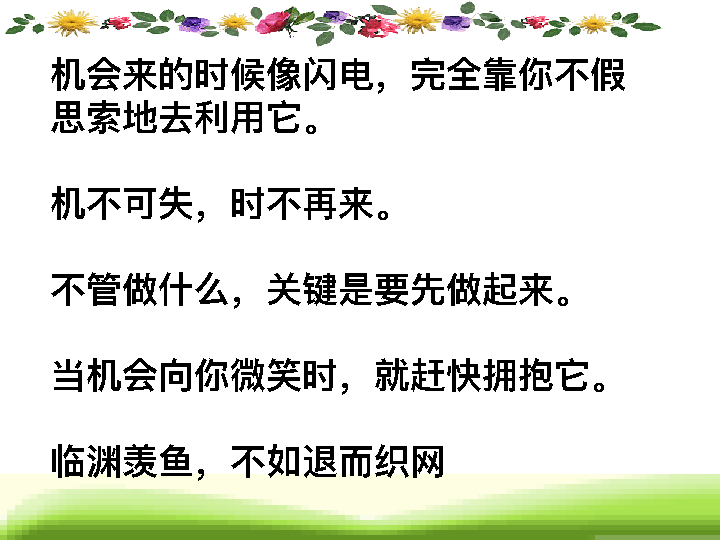 机会来的时候像闪电，完全靠你不假
思索地去利用它。
机不可失，时不再来。
不管做什么，关键是要先做起来。
当机会向你微笑时，就赶快拥抱它。
临渊羡鱼，不如退而织网